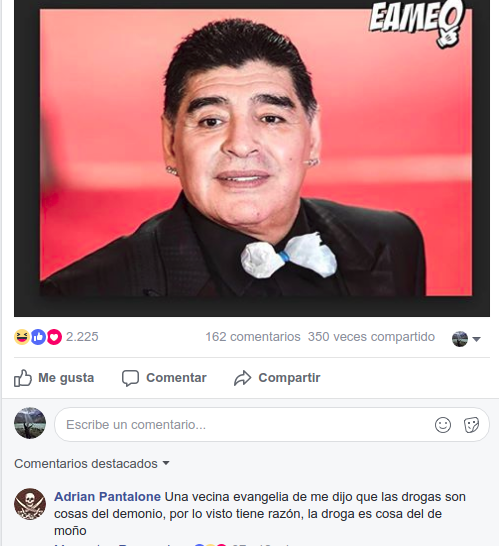 EAMEO
2.225
162 comentarios 350 veces compartido
Me gusta Comentar Compartir
Escribe un comentario...
Comentarios destacados
Adrian Pantalone Una vecina evangelia de me dijo que las drogas son
cosas del demonio, por lo visto tiene razón, la droga es cosa del de
moño